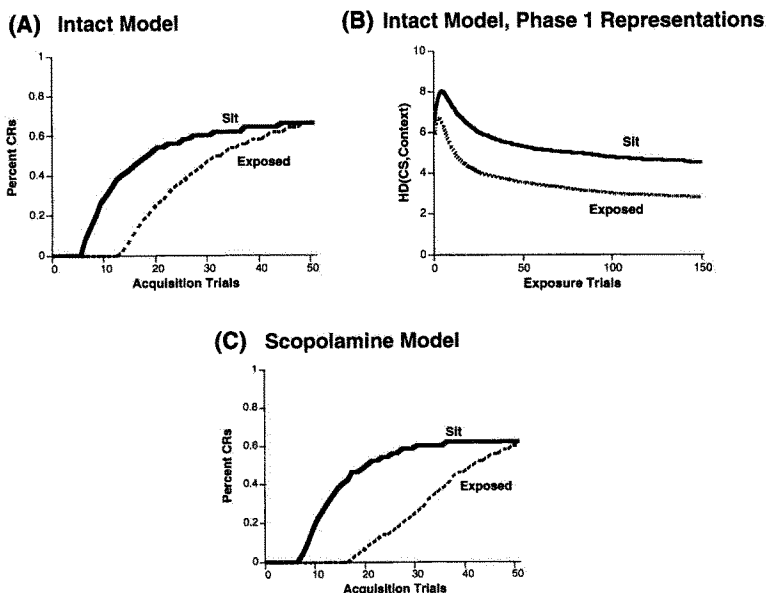 (A) Intact Model
1
0.8
0.6
0.4
0.2
0
Percent CRs
Sit
Exposed
0 10 20 30 40 50
Acquisition Trials
(B) Intact Model, Phase 1 Representations
10
8
6
4
2
0
HD(CS,Context)
Sit
Exposed
0 50 100 150
Exposure Trials
(C) Scopolamine Model
1
0.8
0.6
0.4
0.2
0
Percent CRs
Sit
Exposed
0 10 20 30 40 50
Acquisition Trials